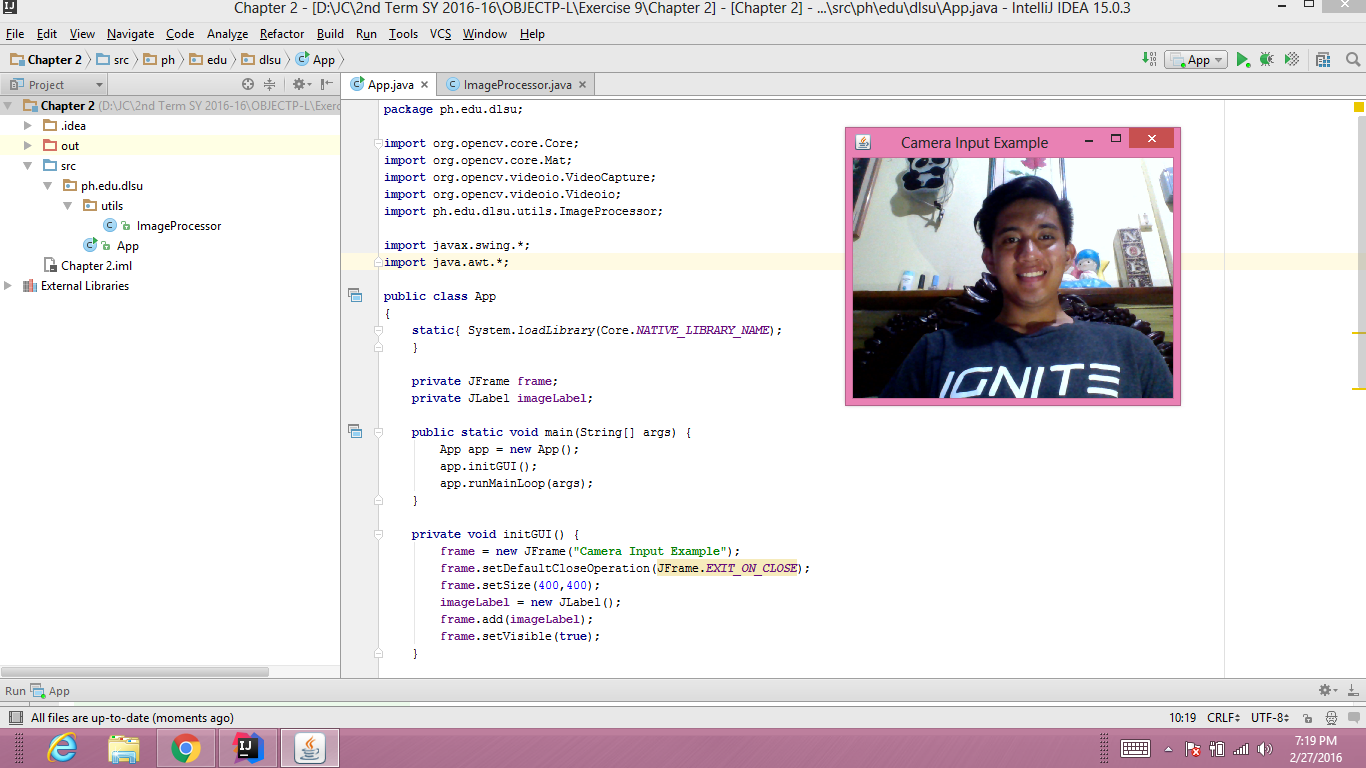 Chapter 2 - [D:\JC\2nd Term SY 2016-16\OBJECTP-L\Exercise 9\Chapter 2] - [Chapter 2] - ...\src\ph\edu\dlsu\App.java - IntelliJ IDEA 15.0.3
File Edit View Navigate Code Analyze Refactor Build Run Tools VCS Window Help
Chapter 2 src ph edu dlsu App
App
Project
App.java ImageProcessor.java
Chapter 2 (D:\JC\2nd Term SY 2016-16\OBJECTP-L\Exerc
.idea
out
src
ph.edu.dlsu
utils
ImageProcessor
App
Chapter 2.iml
External Libraries
package ph.edu.dlsu;
import org.opencv.core.Core;
import org.opencv.core.Mat;
import org.opencv.videoio.VideoCapture;
import org.opencv.videoio.Videoio;
import ph.edu.dlsu.utils.ImageProcessor;
import javax.swing.*;
import java.awt.*;
public class App
{
static{ System.loadLibrary(Core.NATIVE_LIBRARY_NAME);
}
private JFrame frame;
private JLabel imageLabel;
public static void main(String[] args) {
App app = new App();
app.initGUI();
app.runMainLoop(args);
}
private void initGUI() {
frame = new JFrame("Camera Input Example");
frame.setDefaultCloseOperation(JFrame.EXIT_ON_CLOSE);
frame.setSize(400,400);
imageLabel = new JLabel();
frame.add(imageLabel);
frame.setVisible(true);
}
Camera Input Example
NOEL
IGNITE
Run App
All files are up-to-date (moments ago)
10:19 CRLF UTF-8
7:19 PM
2/27/2016